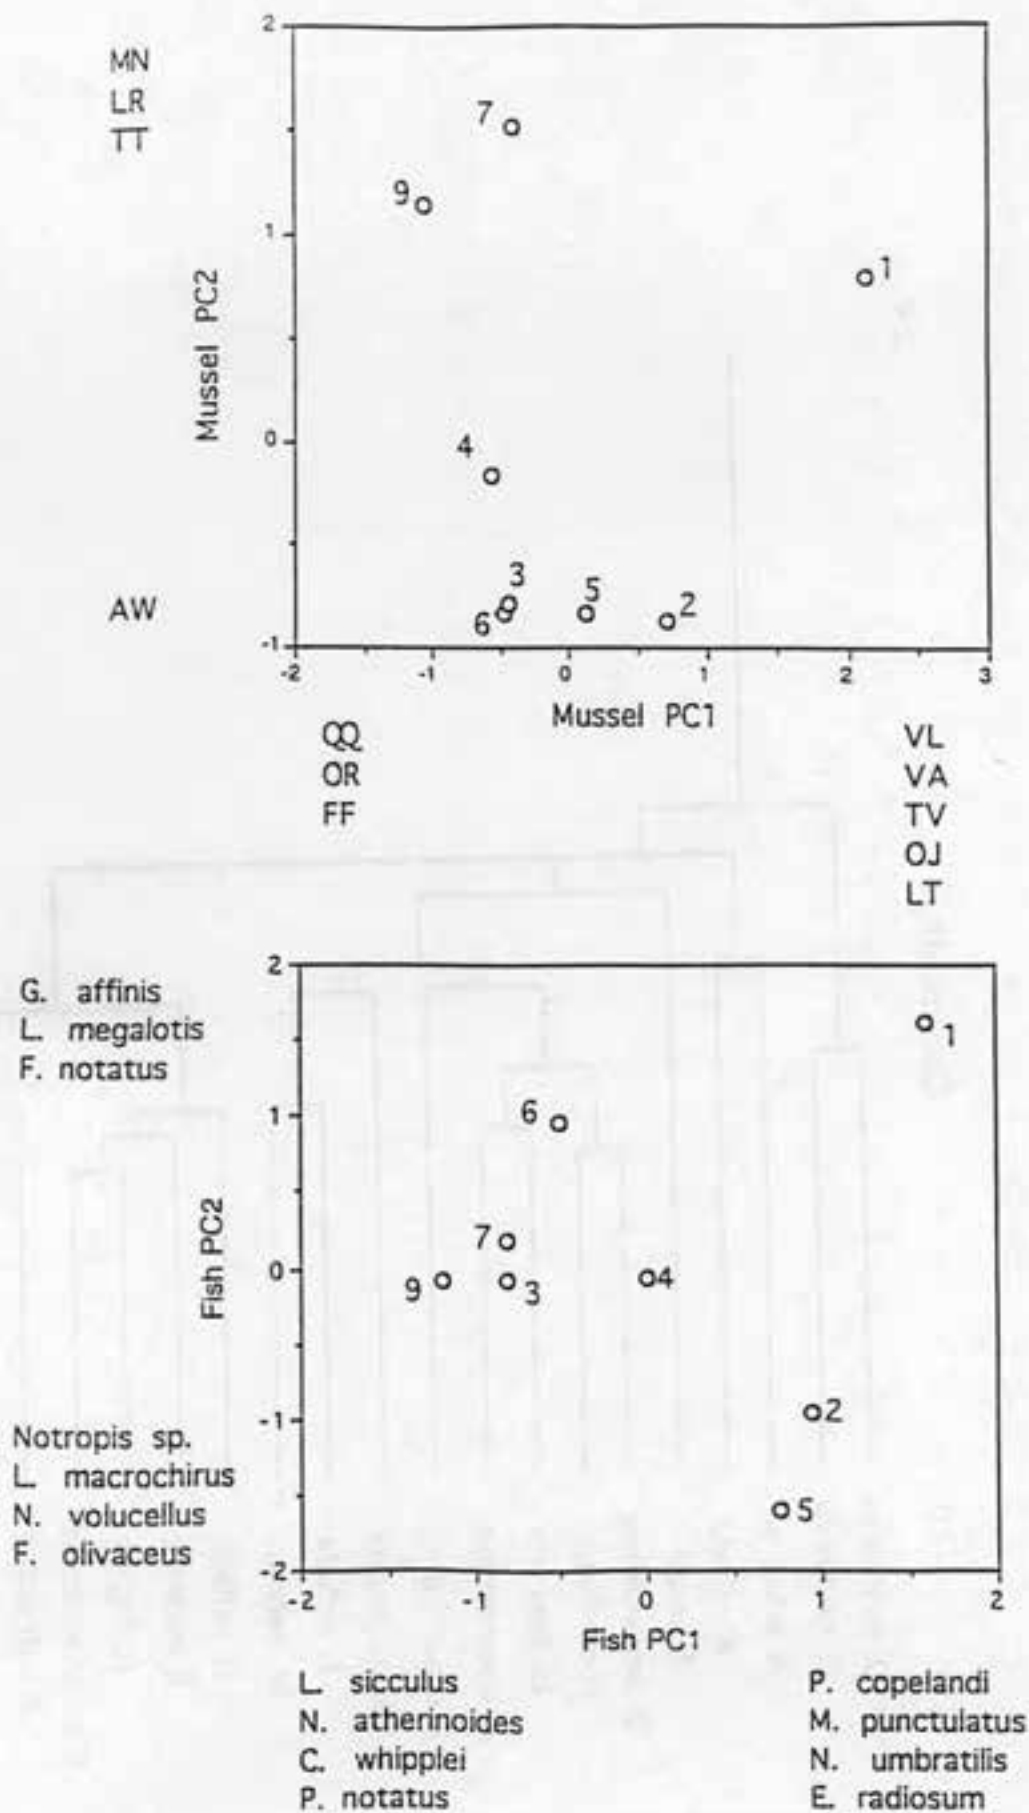 2
MN
LR
TT
7
9
1
1
Mussel PC2
0
4
3
5
2
AW
6
-1
-2 -1 0 1 2 3
Mussel PC1
QQ
OR
FF
VL
VA
TV
OJ
LT
2
G. affinis
L. megalotis
F. notatus
1
1
6
Fish PC2
7
0
9
3
4
-1
2
Notropis sp.
L. macrochirus
N. volucellus
F. olivaceus
5
-2
-2 -1 0 1 2
Fish PC1
L. sicculus
N. atherinoides
C. whipplei
P. notatus
P. copelandi
M. punctulatus
N. umbratilis
E. radiosum